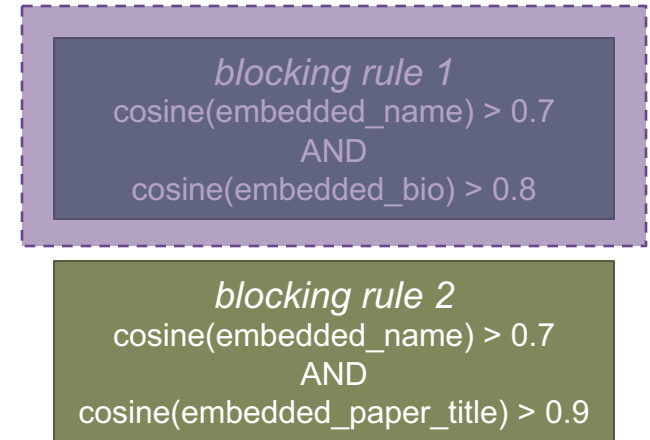 blocking rule 1
cosine(embedded_name) > 0.7
AND
cosine(embedded_bio) > 0.8
blocking rule 2
cosine(embedded_name) > 0.7
AND
cosine(embedded_paper_title) > 0.9